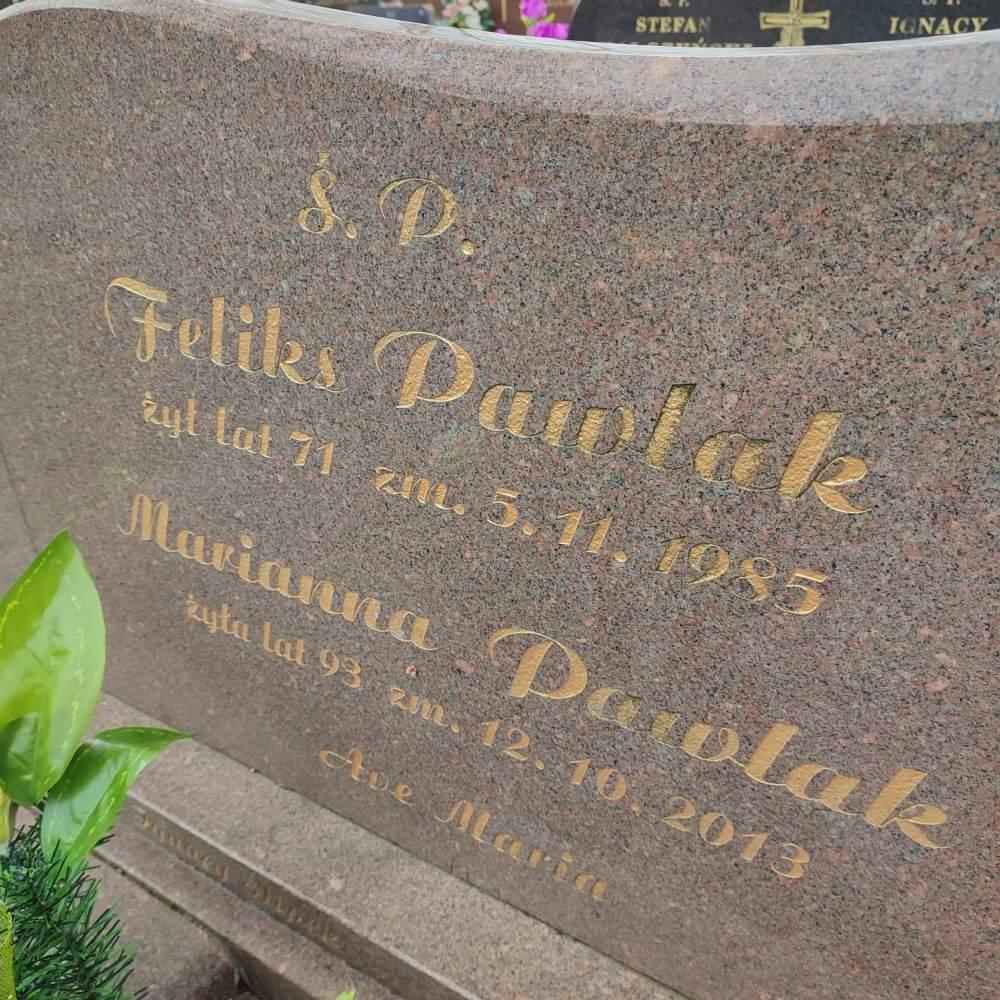 Ś. P.
STEFAN
IGNACY
Ś. P.
Feliks Pawlak
żył lat 71 zm. 5. 11. 1985
Marianna Pawlak
żyła lat 93 zm. 12. 10. 2013
Ave Maria